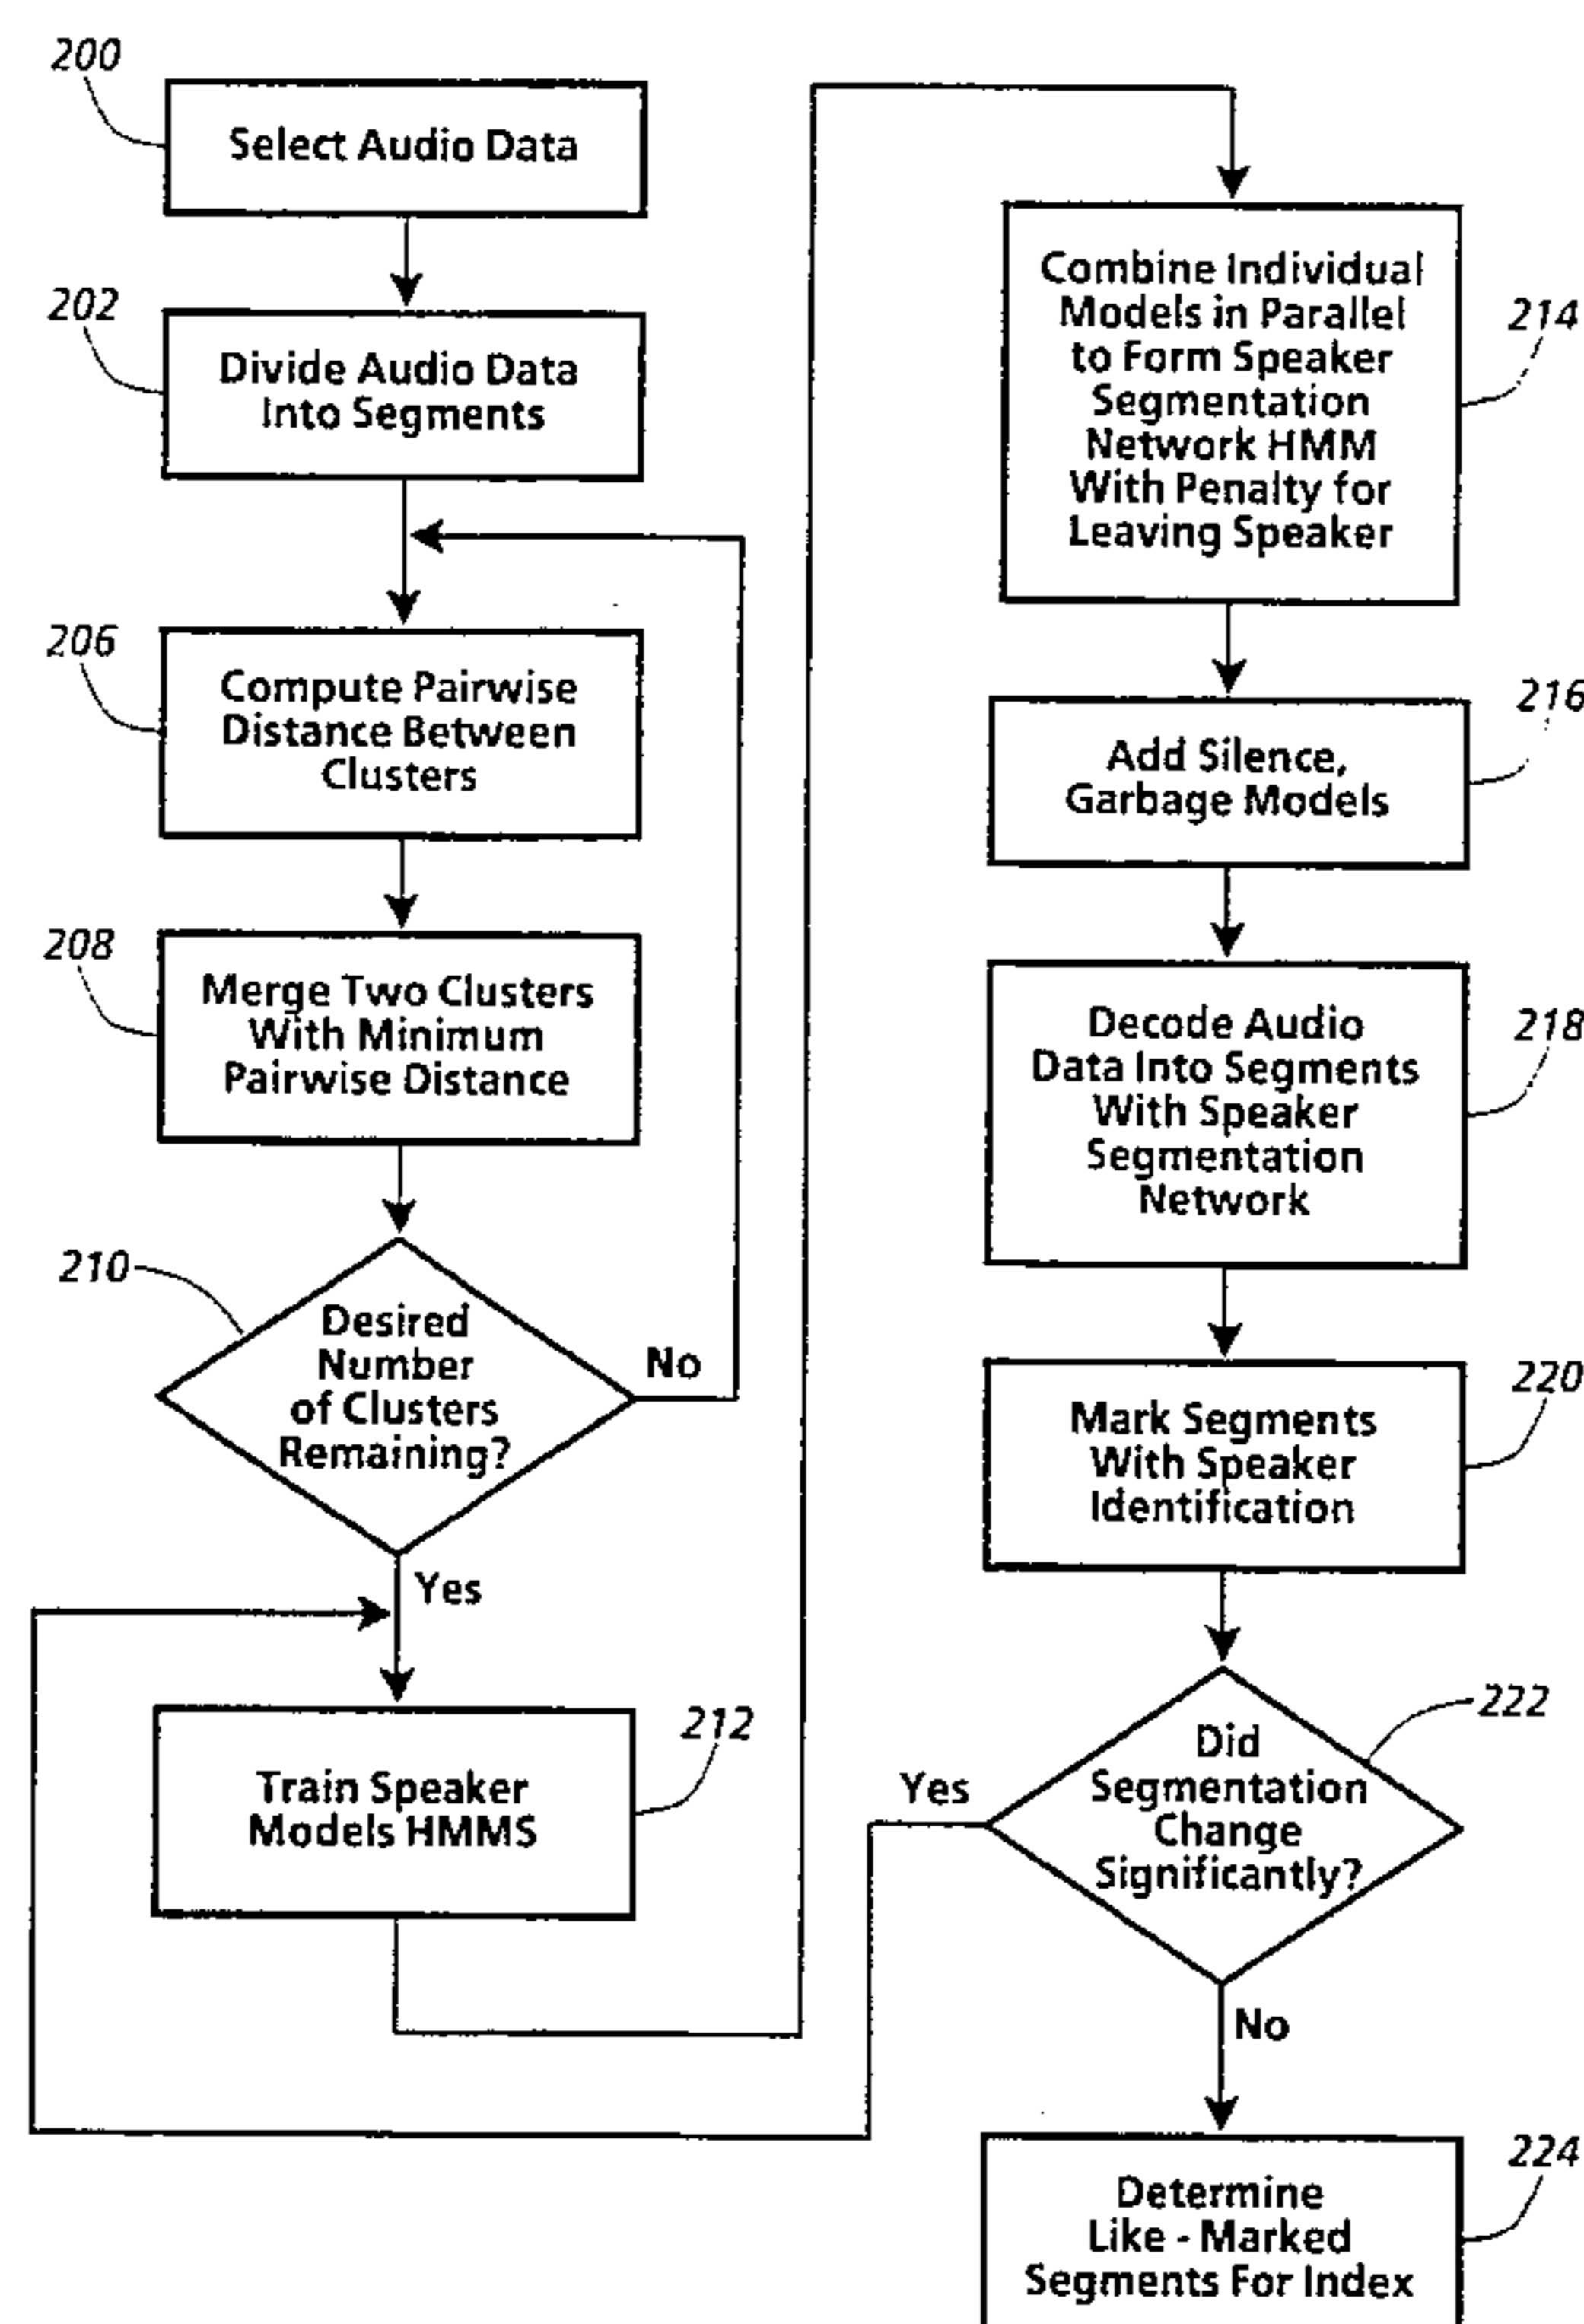 200
Select Audio Data
202
Divide Audio Data
Into Segments
206
Compute Pairwise
Distance Between
Clusters
208
Merge Two Clusters
With Minimum
Pairwise Distance
210
Desired
Number
of Clusters
Remaining?
No
Yes
212
Train Speaker
Models HMMS
214
Combine Individual
Models in Parallel
to Form Speaker
Segmentation
Network HMM
With Penalty for
Leaving Speaker
216
Add Silence,
Garbage Models
218
Decode Audio
Data Into Segments
With Speaker
Segmentation
Network
220
Mark Segments
With Speaker
Identification
222
Did
Segmentation
Change
Significantly?
Yes
No
224
Determine
Like - Marked
Segments For Index